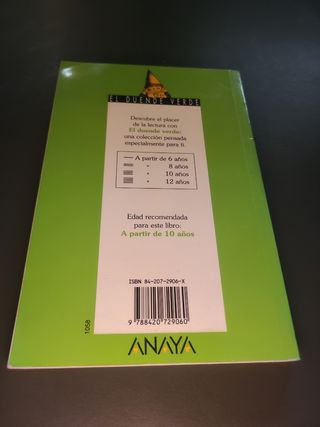 EL DUENDE VERDE
Descubre el placer
de la lectura con
El duende verde:
una colección pensada
especialmente para ti.
A partir de 6 años
" 8 años
" 10 años
" 12 años
Edad recomendada
para este libro:
A partir de 10 años
ISBN 84-207-2906-X
9 788420 729060
1058
ANAYA